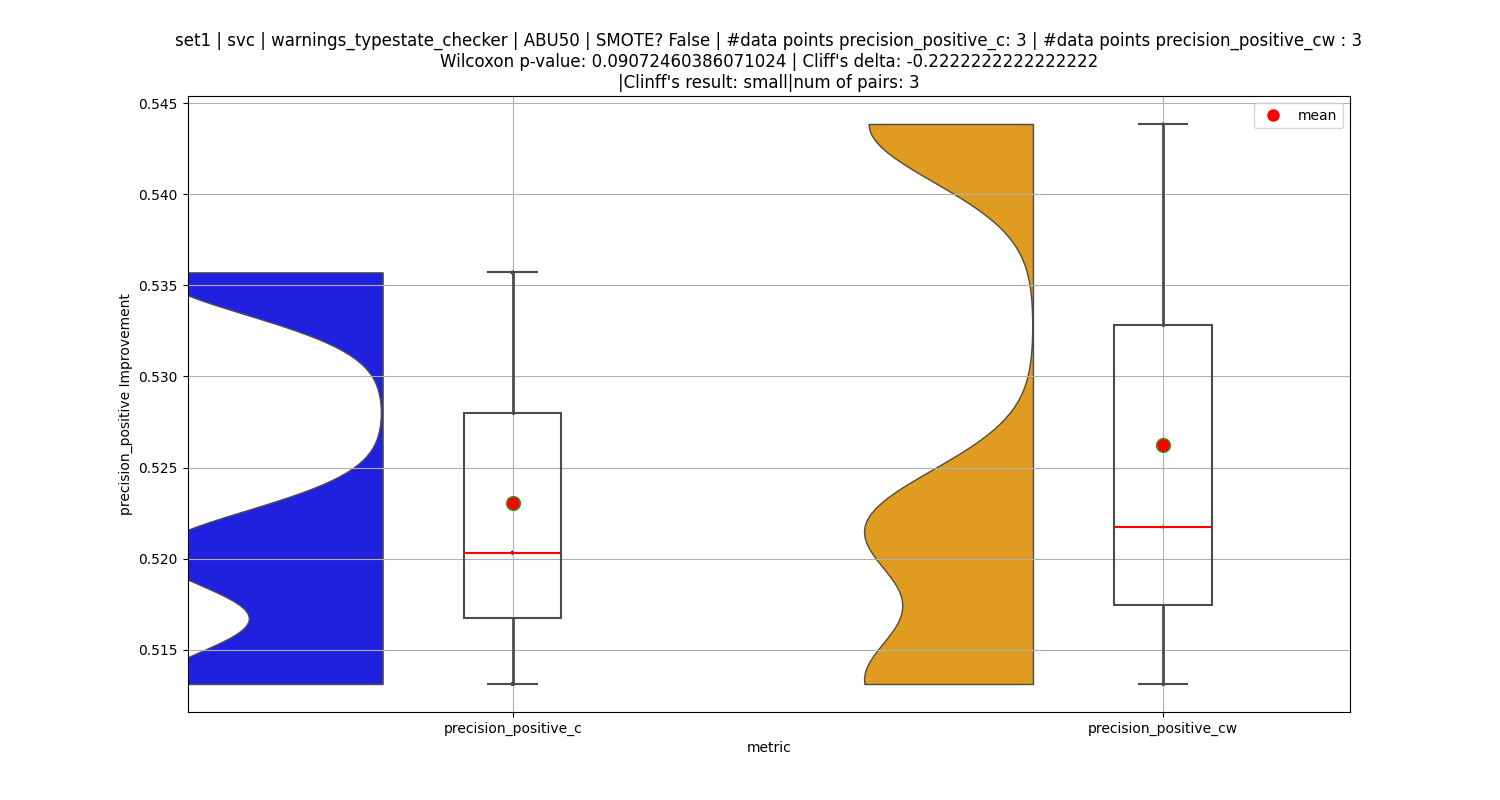 set1 | svc | warnings_typestate_checker | ABU50 | SMOTE? False | #data points precision_positive_c: 3 | #data points precision_positive_cw : 3
Wilcoxon p-value: 0.09072460386071024 | Cliff's delta: -0.2222222222222222
|Clinff's result: small|num of pairs: 3
mean
0.545
0.540
0.535
0.530
0.525
0.520
0.515
precision_positive Improvement
precision_positive_c
precision_positive_cw
metric